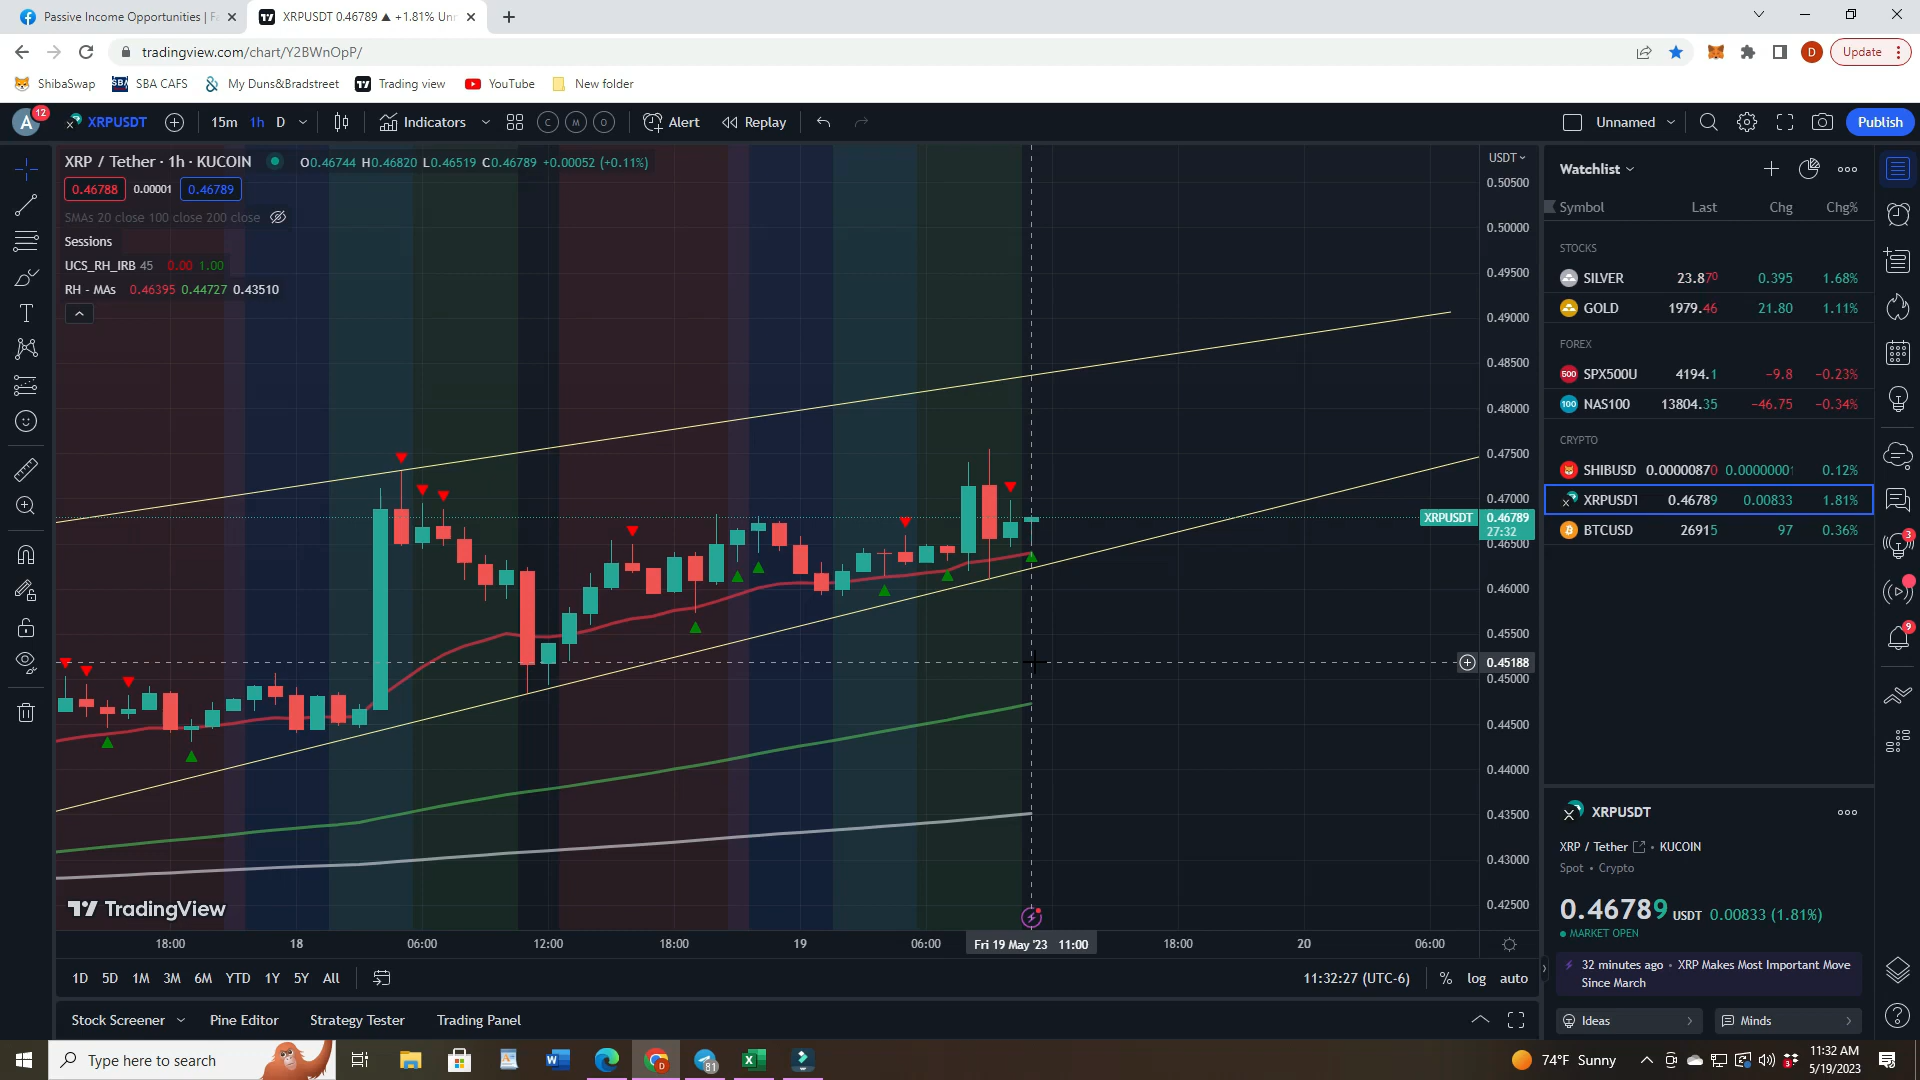 Passive Income Opportunities | F
XRPUSDT 0.46789 ▲ +1.81% Unn
tradingview.com/chart/Y2BWnOpP/
D
Update
ShibaSwap
SBA CAFS
My Duns&Bradstreet
Trading view
YouTube
New folder
A 12
XRPUSDT
15m 1h D
Indicators
C M O
Alert
Replay
Unnamed
Publish
XRP / Tether · 1h · KUCOIN
O0.46744 H0.46820 L0.46519 C0.46789 +0.00052 (+0.11%)
0.46788 0.00001 0.46789
SMAs 20 close 100 close 200 close
Sessions
UCS_RH_IRB 45 0.00 1.00
RH - MAs 0.46395 0.44727 0.43510
USDT
0.50500
0.50000
0.49500
0.49000
0.48500
0.48000
0.47500
0.47000
XRPUSDT 0.46789
27:32
0.46500
0.46000
0.45500
0.45188
0.45000
0.44500
0.44000
0.43500
0.43000
0.42500
TradingView
18:00 18 06:00 12:00 18:00 19 06:00 Fri 19 May '23 11:00 18:00 20 06:00
1D 5D 1M 3M 6M YTD 1Y 5Y All
11:32:27 (UTC-6) % log auto
Stock Screener
Pine Editor
Strategy Tester
Trading Panel
Watchlist
Symbol Last Chg Chg%
STOCKS
SILVER 23.870 0.395 1.68%
GOLD 1979.46 21.80 1.11%
FOREX
500 SPX500U 4194.1 −9.8 −0.23%
100 NAS100 13804.35 −46.75 −0.34%
CRYPTO
SHIBUSD 0.00000870 0.00000001 0.12%
XRPUSDT 0.46789 0.00833 1.81%
BTCUSD 26915 97 0.36%
XRPUSDT
XRP / Tether • KUCOIN
Spot • Crypto
0.46789 USDT 0.00833 (1.81%)
MARKET OPEN
32 minutes ago • XRP Makes Most Important Move
Since March
Ideas
Minds
3
9
Type here to search
81
74°F Sunny
11:32 AM
5/19/2023